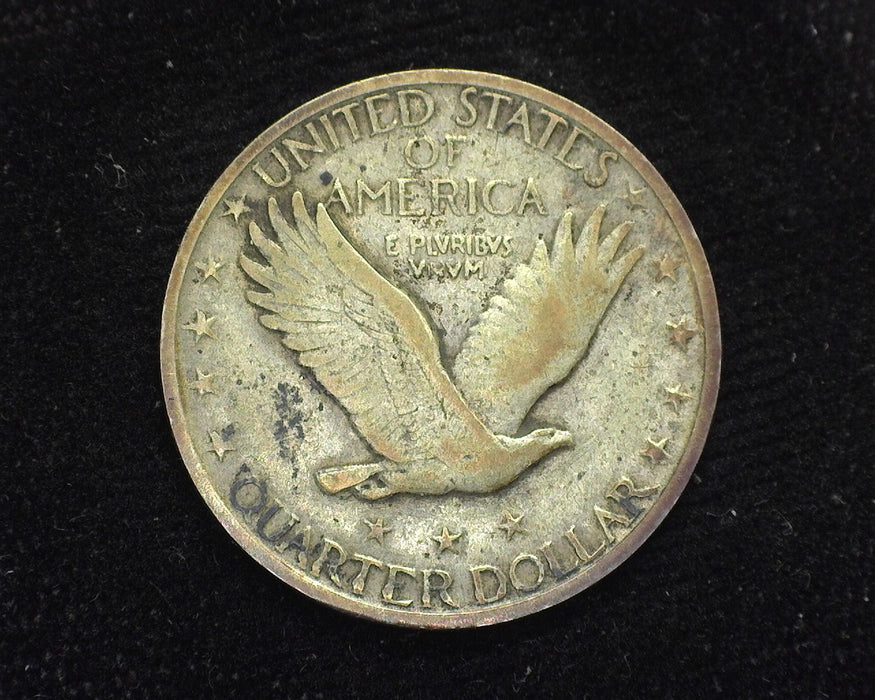 UNITED STATES
OF
AMERICA
E PLVRIBVS
VNVM
QUARTER DOLLAR